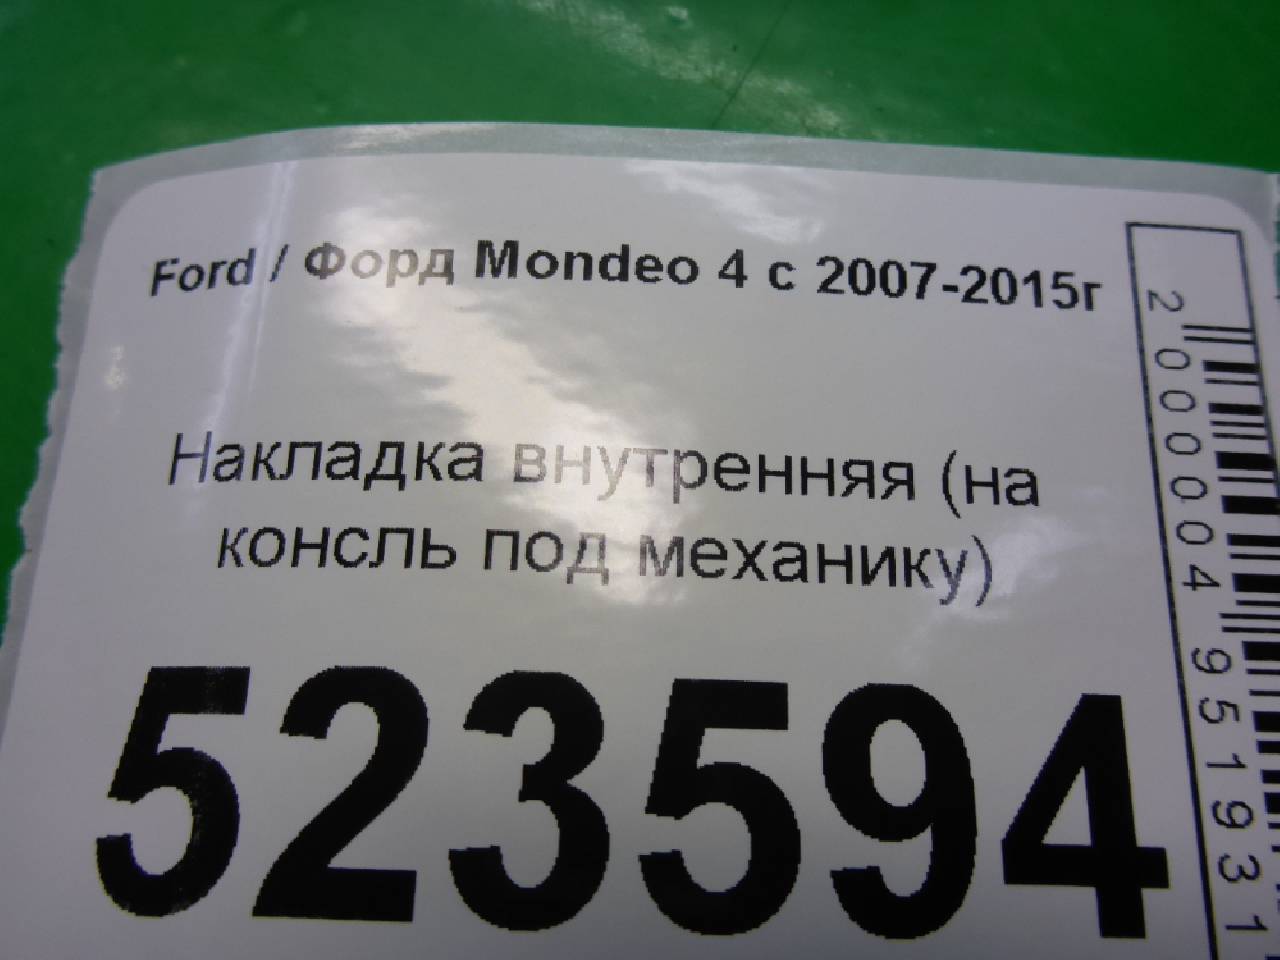 Ford / Форд Mondeo 4 с 2007-2015г
Накладка внутренняя (на
консль под механику)
523594
2000004951931